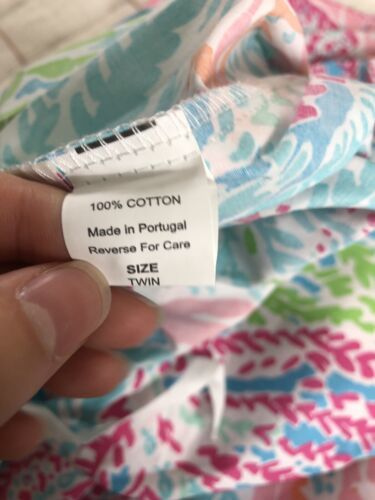 100% COTTON
Made in Portugal
Reverse For Care
SIZE
TWIN